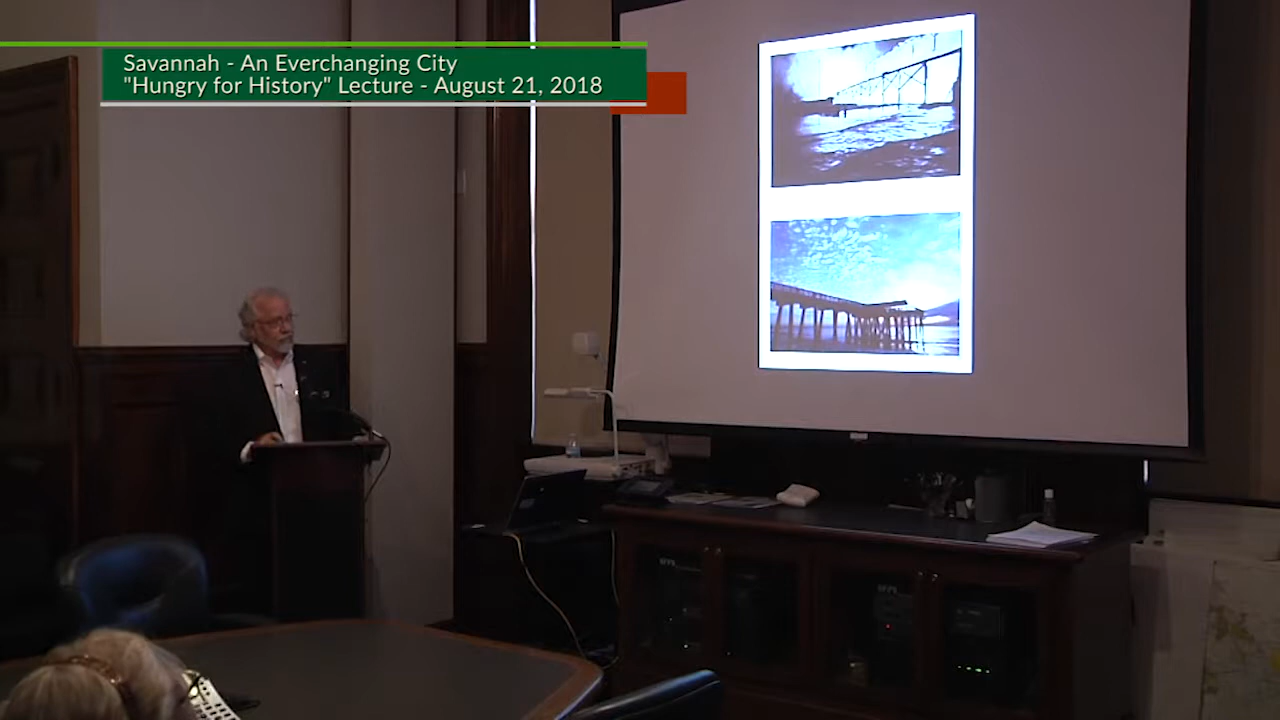 Savannah - An Everchanging City
"Hungry for History" Lecture - August 21, 2018